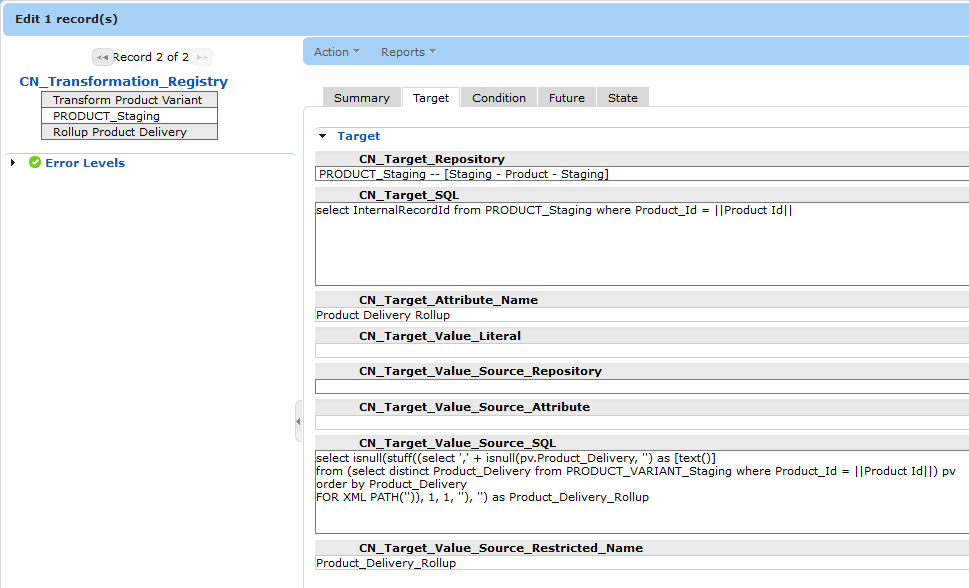 Edit 1 record(s)
Record 2 of 2
CN_Transformation_Registry
Transform Product Variant
PRODUCT_Staging
Rollup Product Delivery
Error Levels
Action
Reports
Summary
Target
Condition
Future
State
Target
CN_Target_Repository
PRODUCT_Staging -- [Staging - Product - Staging]
CN_Target_SQL
select InternalRecordId from PRODUCT_Staging where Product_Id = ||Product Id||
CN_Target_Attribute_Name
Product Delivery Rollup
CN_Target_Value_Literal
CN_Target_Value_Source_Repository
CN_Target_Value_Source_Attribute
CN_Target_Value_Source_SQL
select isnull(stuff((select ',' + isnull(pv.Product_Delivery, '') as [text()]
from (select distinct Product_Delivery from PRODUCT_VARIANT_Staging where Product_Id = ||Product Id||) pv
order by Product_Delivery
FOR XML PATH('')), 1, 1, ''), '') as Product_Delivery_Rollup
CN_Target_Value_Source_Restricted_Name
Product_Delivery_Rollup